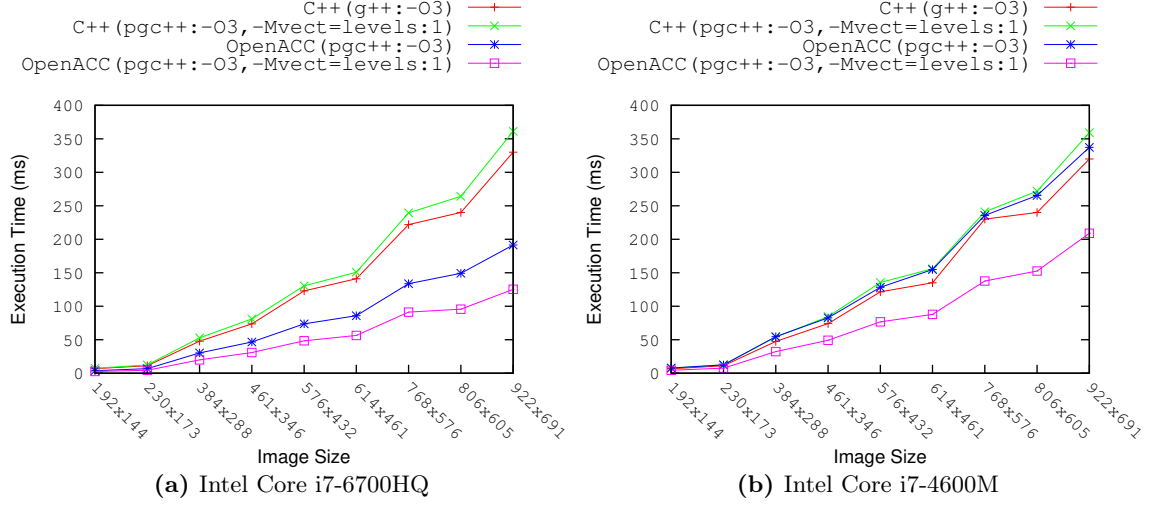 C++(g++:-O3)
C++(pgc++:-O3,-Mvect=levels:1)
OpenACC(pgc++:-O3)
OpenACC(pgc++:-O3,-Mvect=levels:1)
400
350
300
250
200
150
100
50
0
Execution Time (ms)
192x144
230x173
384x288
461x346
576x432
614x461
768x576
806x605
922x691
Image Size
(a) Intel Core i7-6700HQ
C++(g++:-O3)
C++(pgc++:-O3,-Mvect=levels:1)
OpenACC(pgc++:-O3)
OpenACC(pgc++:-O3,-Mvect=levels:1)
400
350
300
250
200
150
100
50
0
Execution Time (ms)
192x144
230x173
384x288
461x346
576x432
614x461
768x576
806x605
922x691
Image Size
(b) Intel Core i7-4600M